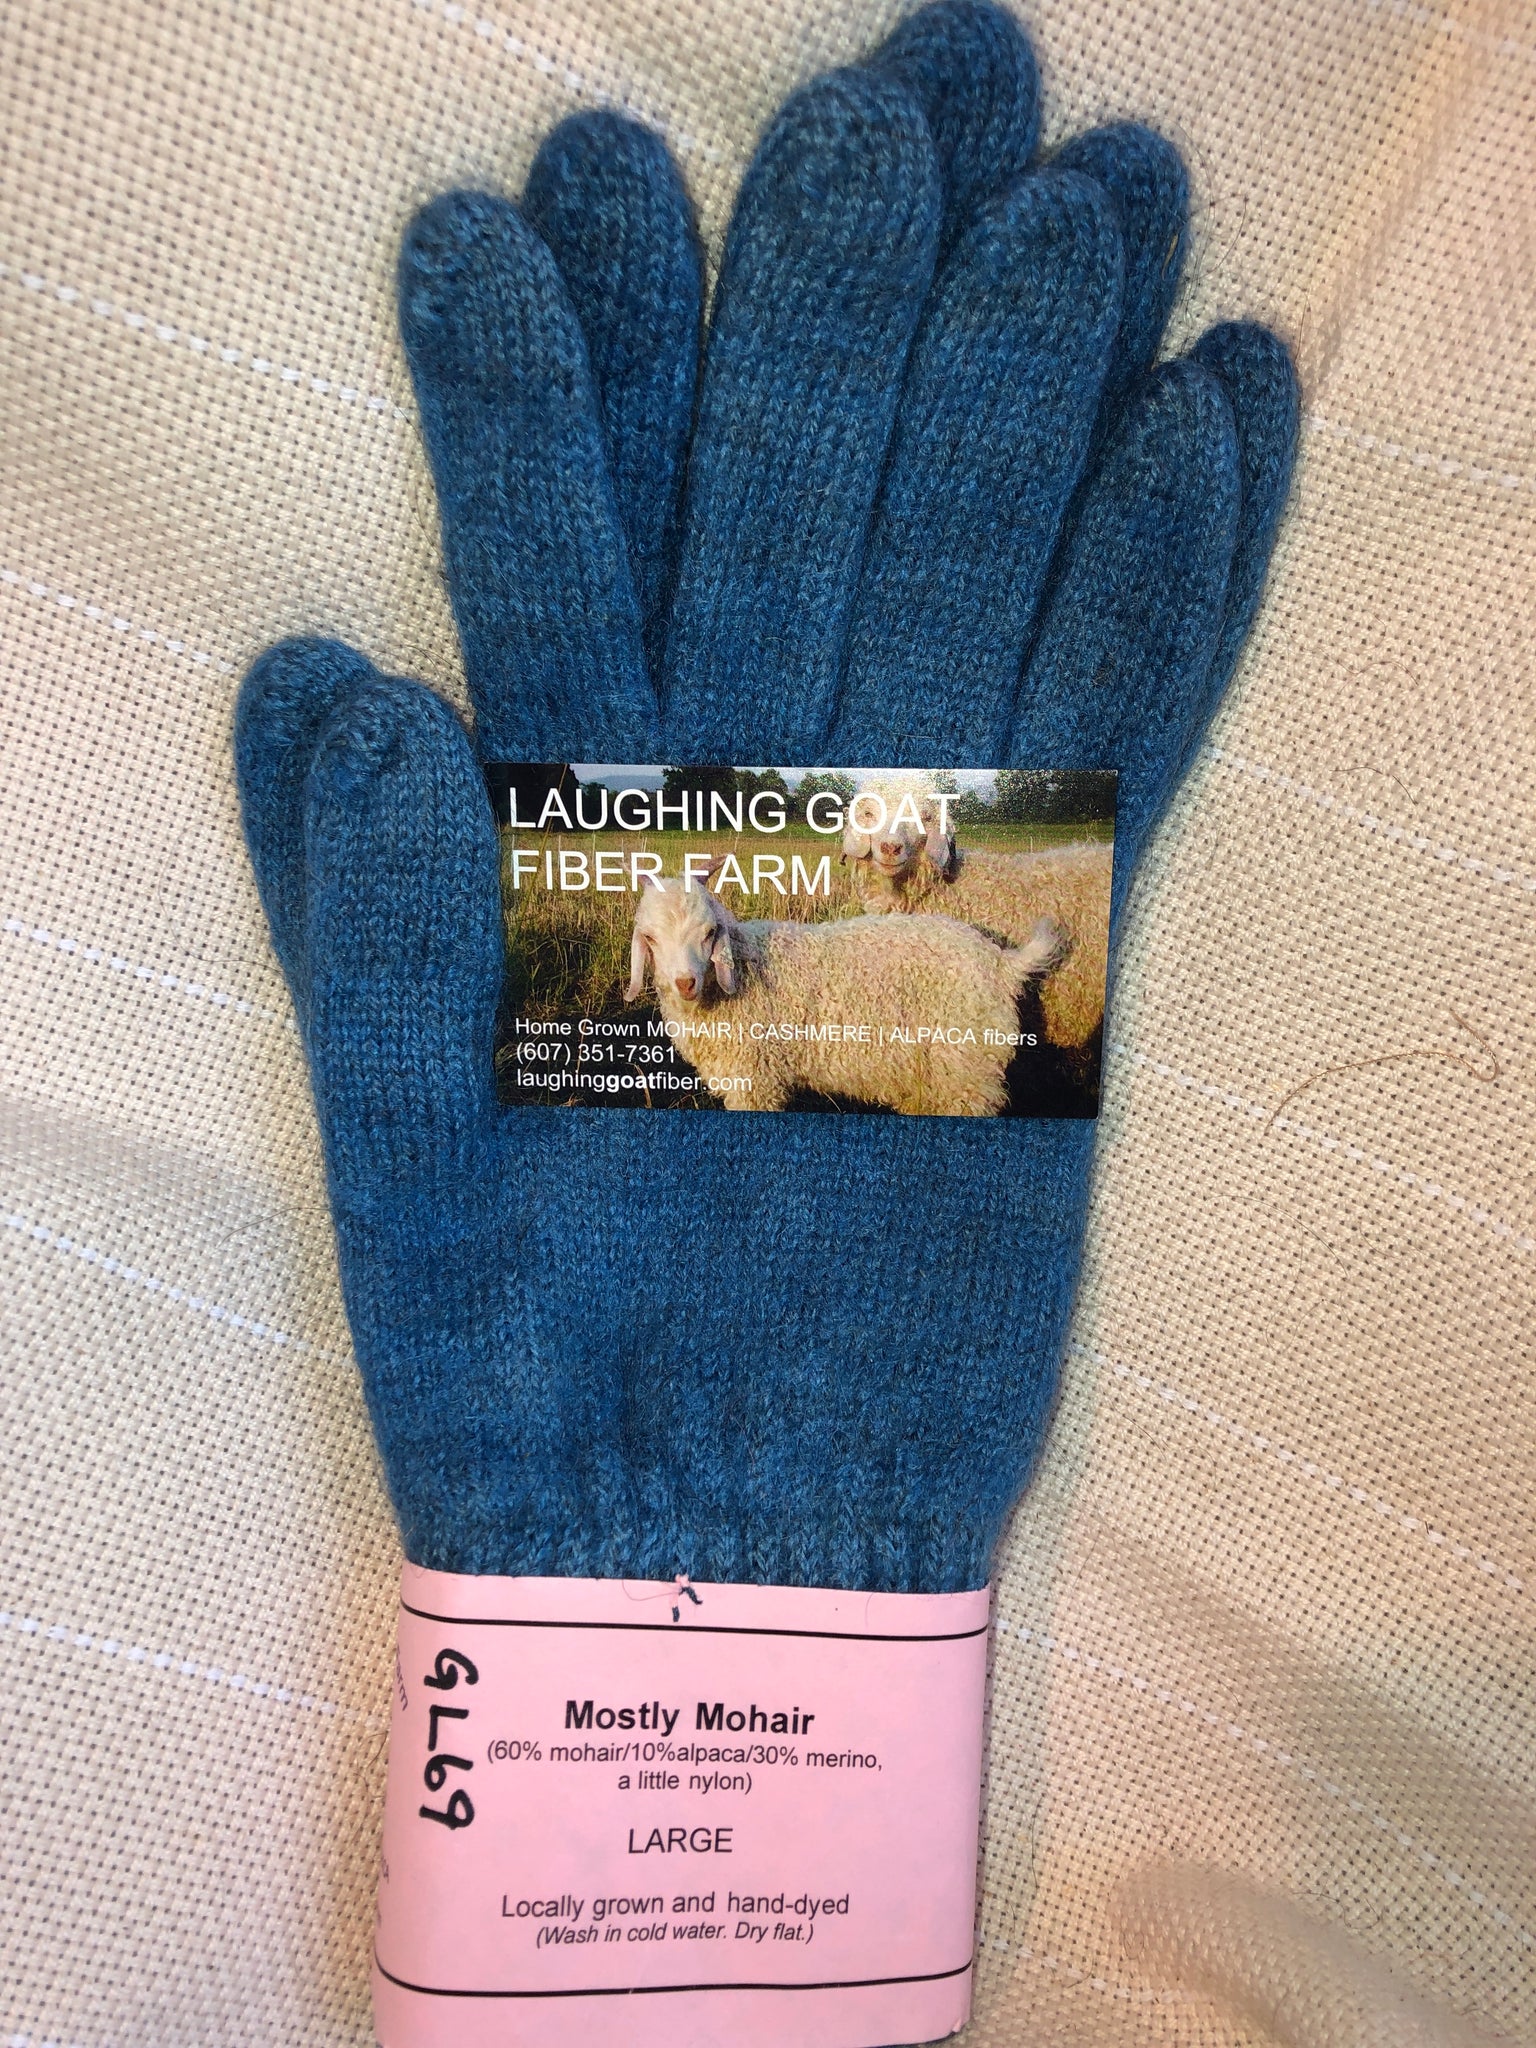 LAUGHING GOAT
FIBER FARM
Home Grown MOHAIR | CASHMERE | ALPACA fibers
(607) 351-7361
laughinggoatfiber.com
GL69
Mostly Mohair
(60% mohair/10%alpaca/30% merino,
a little nylon)
LARGE
Locally grown and hand-dyed
(Wash in cold water. Dry flat.)